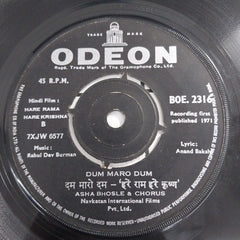 TRADE MARK
ODEON
Regd. Trade Mark of The Gramophone Co. Ltd.
45 R.P.M.
BOE. 2316
Hindi Film :
HARE RAMA
HARE KRISHNA
B
7XJW 6577
Recording first
published 1971
Music :
Rahul Dev Burman
Lyric:
Anand Bakshi
DUM MARO DUM
दम मारो दम - 'हरे राम हरे कृष्ण'
ASHA BHOSLE & CHORUS
Navketan International Films
Pvt. Ltd.